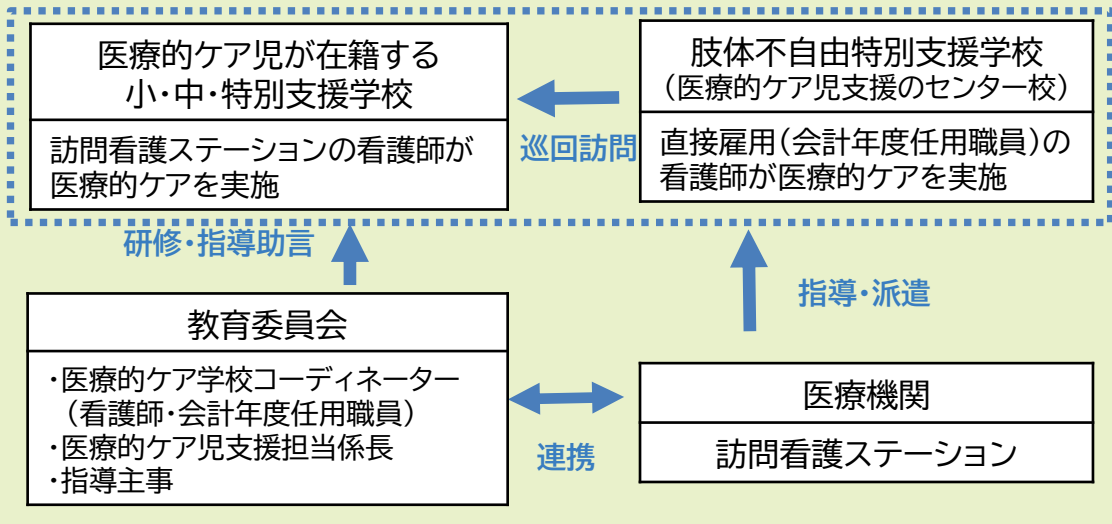 医療的ケア児が在籍する
小・中・特別支援学校
訪問看護ステーションの看護師が
医療的ケアを実施
巡回訪問
肢体不自由特別支援学校
（医療的ケア児支援のセンター校）
直接雇用（会計年度任用職員）の
看護師が医療的ケアを実施
研修・指導助言
指導・派遣
教育委員会
・医療的ケア学校コーディネーター
（看護師・会計年度任用職員）
・医療的ケア児支援担当係長
・指導主事
連携
医療機関
訪問看護ステーション